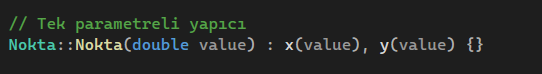 // Tek parametreli yapıcı
Nokta::Nokta(double value) : x(value), y(value) {}